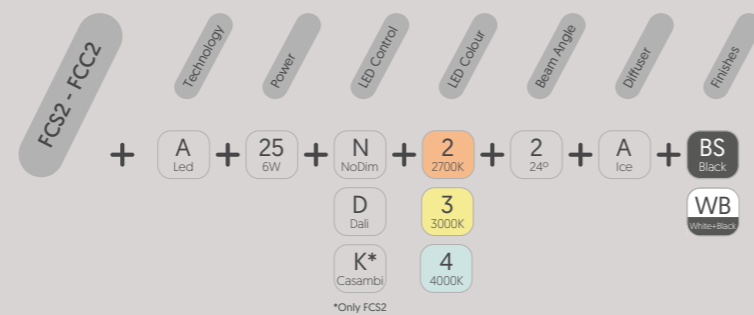 FCS2 - FCC2
Technology
Power
LED Control
LED Colour
Beam Angle
Diffuser
Finishes
+ A + 25 + N + 2 + 2 + A + BS
Led 6W NoDim 2700K 24º Ice Black
D 3 WB
Dali 3000K White+Black
K* 4
Casambi 4000K
*Only FCS2